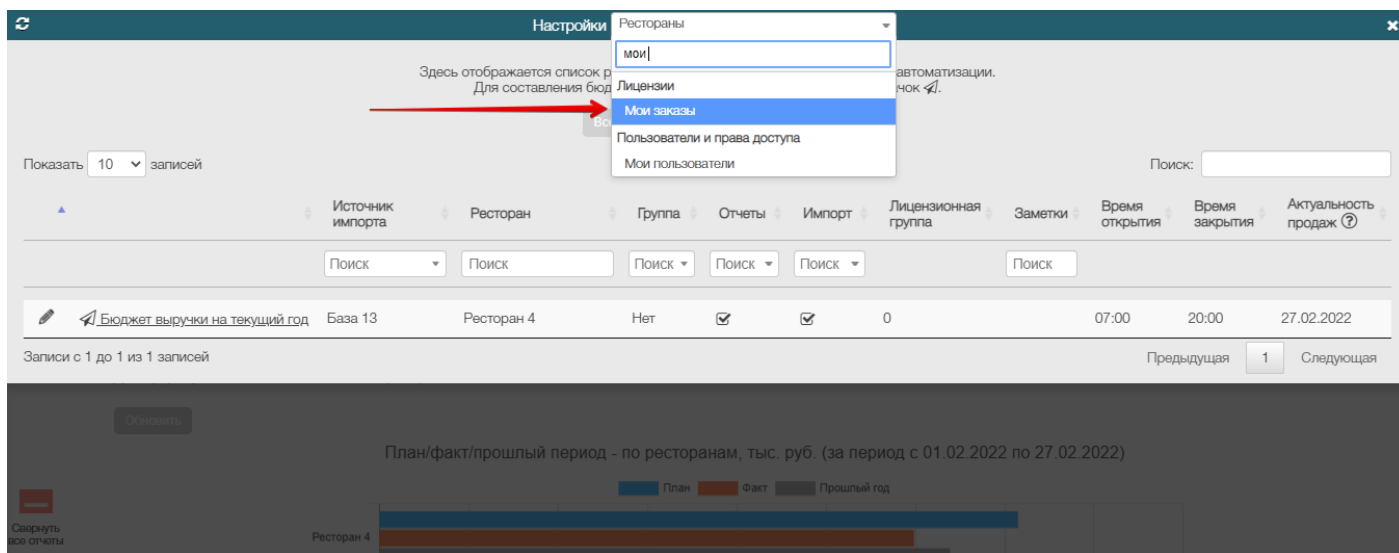 Настройки Рестораны
мои
Лицензии
Мои заказы
Пользователи и права доступа
Мои пользователи
Здесь отображается список р автоматизации.
Для составления бюд чок
Вс
Показать 10 записей
Поиск:
Источник импорта Ресторан Группа Отчеты Импорт Лицензионная группа Заметки Время открытия Время закрытия Актуальность продаж ?
Поиск Поиск Поиск Поиск Поиск Поиск
Бюджет выручки на текущий год База 13 Ресторан 4 Нет 0 07:00 20:00 27.02.2022
Записи с 1 до 1 из 1 записей
Предыдущая 1 Следующая
Обновить
План/факт/прошлый период - по ресторанам, тыс. руб. (за период с 01.02.2022 по 27.02.2022)
План Факт Прошлый год
Свернуть
все отчеты
Ресторан 4